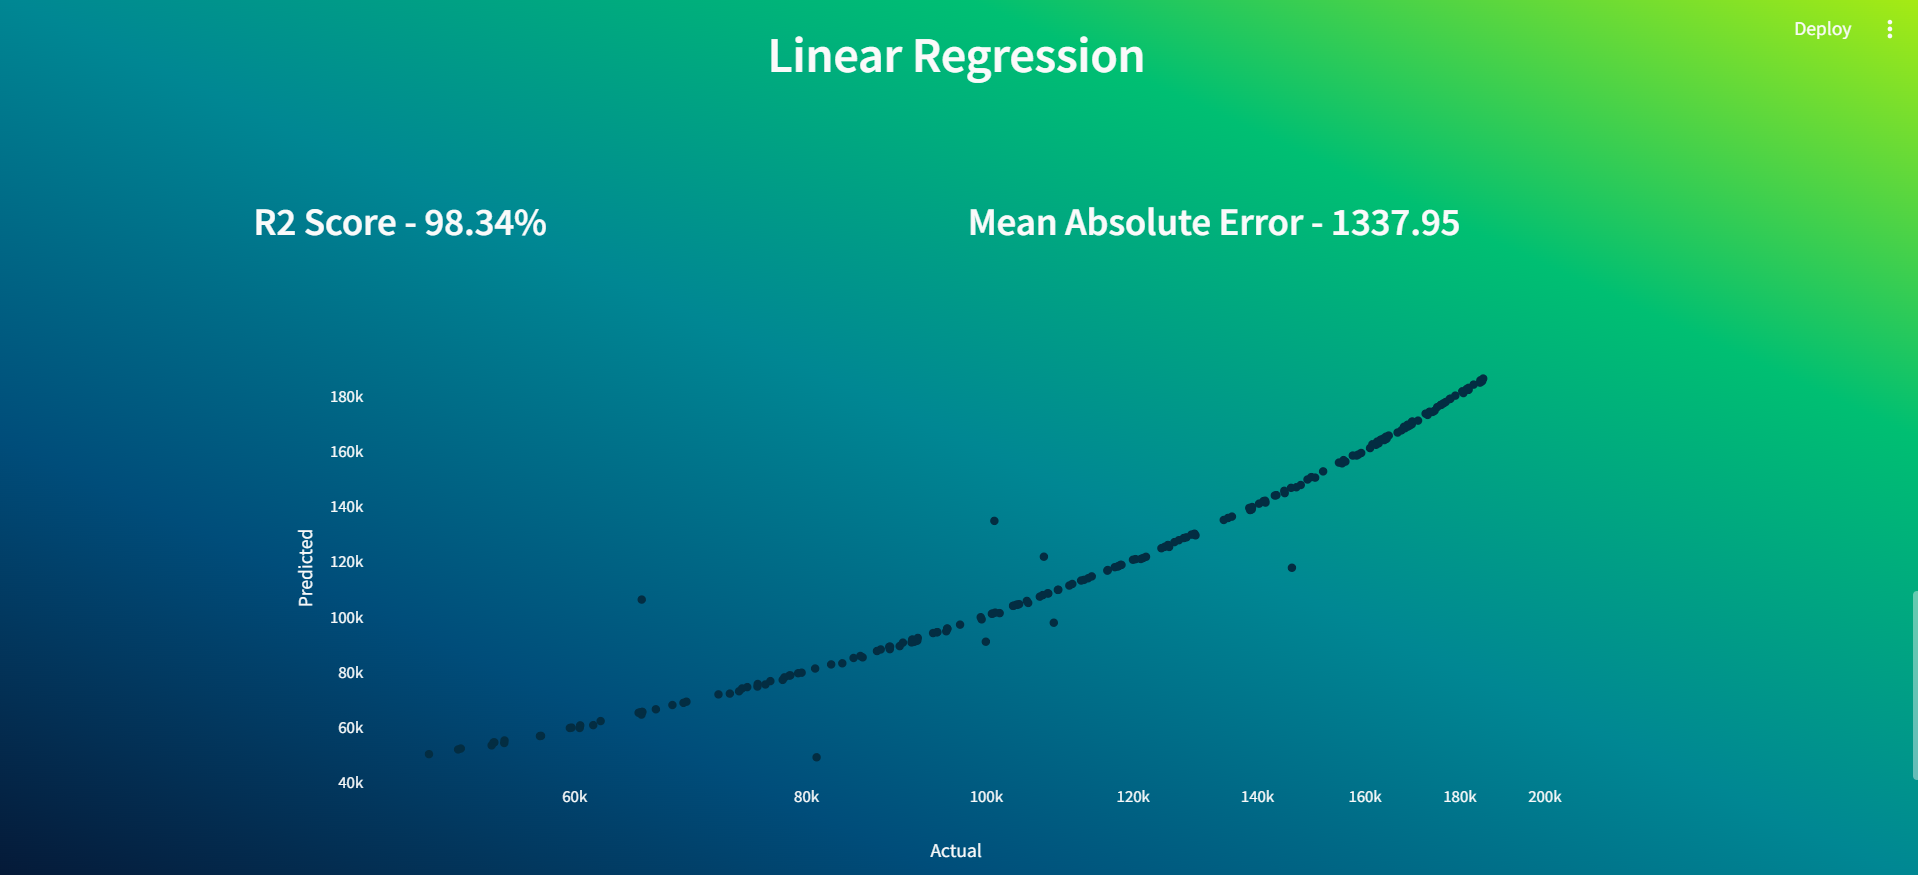 Deploy
Linear Regression
R2 Score - 98.34%
Mean Absolute Error - 1337.95
180k
160k
140k
120k
100k
80k
60k
40k
Predicted
60k
80k
100k
120k
140k
160k
180k
200k
Actual